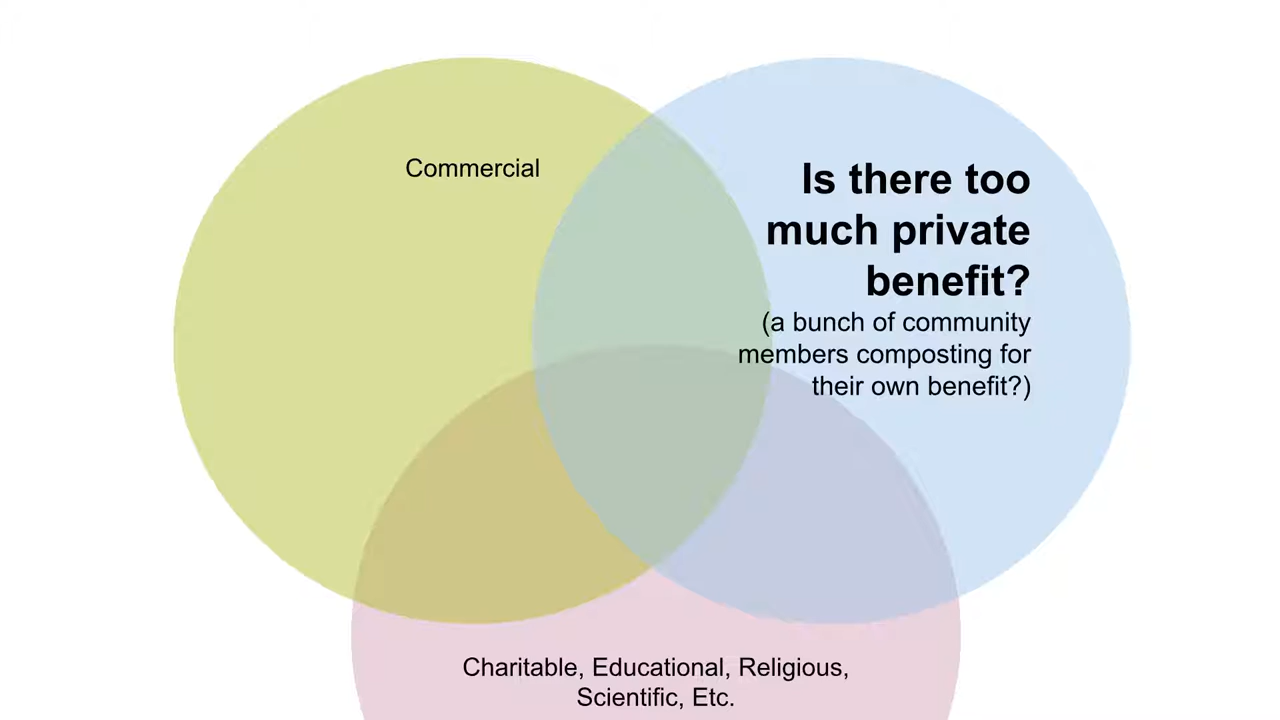 Commercial
Is there too
much private
benefit?
(a bunch of community
members composting for
their own benefit?)
Charitable, Educational, Religious,
Scientific, Etc.